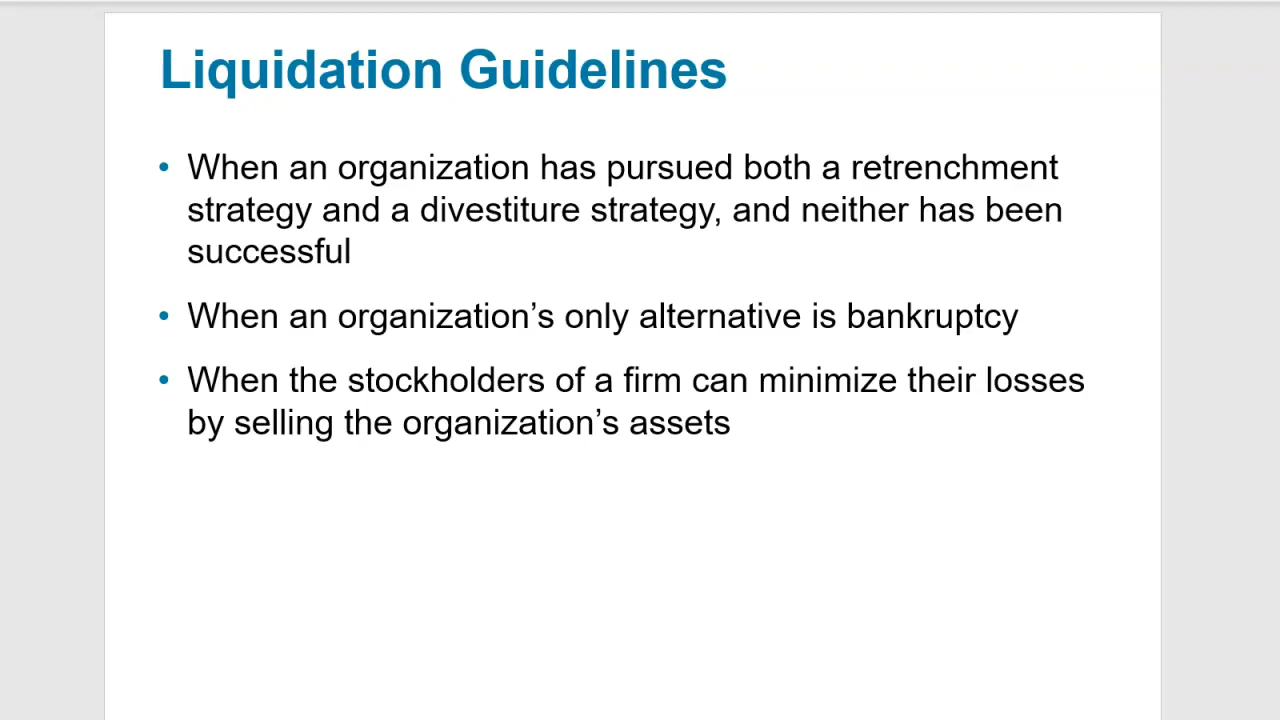 Liquidation Guidelines
• When an organization has pursued both a retrenchment
strategy and a divestiture strategy, and neither has been
successful
• When an organization’s only alternative is bankruptcy
• When the stockholders of a firm can minimize their losses
by selling the organization’s assets